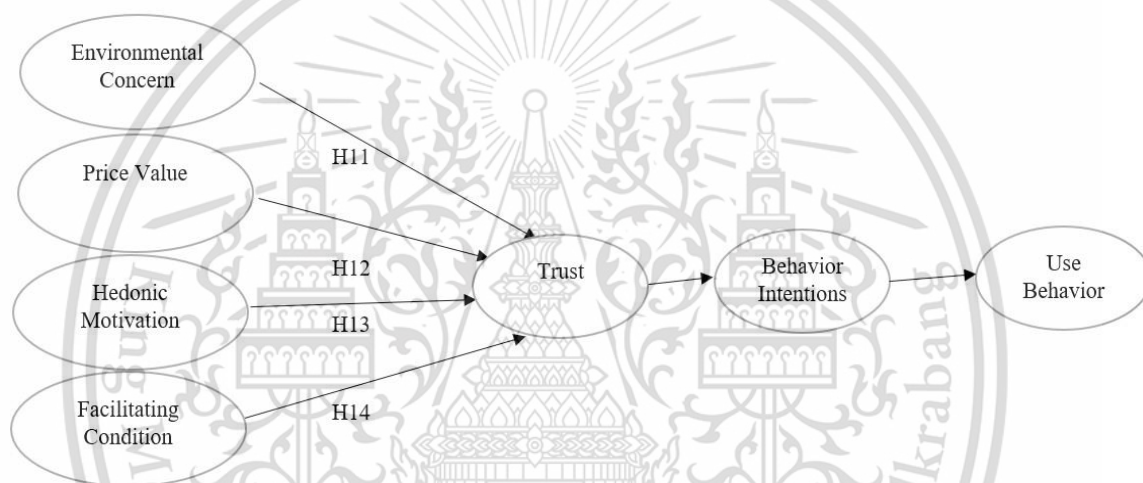 Environmental
Concern
H11
Price Value
H12
Hedonic
Motivation
H13
Facilitating
Condition
H14
Trust
Behavior
Intentions
Use
Behavior